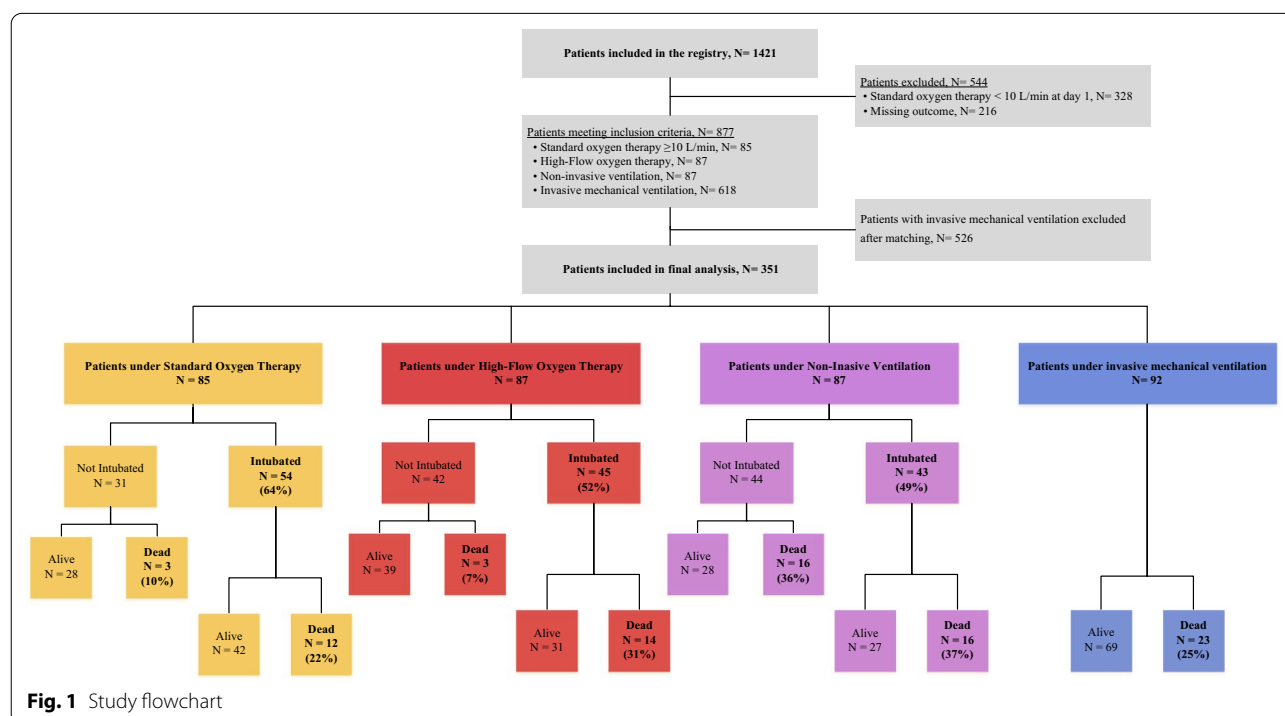 Patients included in the registry, N= 1421
Patients excluded, N= 544
• Standard oxygen therapy < 10 L/min at day 1, N= 328
• Missing outcome, N= 216
Patients meeting inclusion criteria, N= 877
• Standard oxygen therapy ≥10 L/min, N= 85
• High-Flow oxygen therapy, N= 87
• Non-invasive ventilation, N= 87
• Invasive mechanical ventilation, N= 618
Patients with invasive mechanical ventilation excluded
after matching, N= 526
Patients included in final analysis, N= 351
Patients under Standard Oxygen Therapy
N = 85
Patients under High-Flow Oxygen Therapy
N = 87
Patients under Non-Inasive Ventilation
N = 87
Patients under invasive mechanical ventilation
N= 92
Not Intubated
N = 31
Intubated
N = 54
(64%)
Not Intubated
N = 42
Intubated
N = 45
(52%)
Not Intubated
N = 44
Intubated
N = 43
(49%)
Alive
N = 28
Dead
N = 3
(10%)
Alive
N = 39
Dead
N = 3
(7%)
Alive
N = 28
Dead
N = 16
(36%)
Alive
N = 42
Dead
N = 12
(22%)
Alive
N = 31
Dead
N = 14
(31%)
Alive
N = 27
Dead
N = 16
(37%)
Alive
N = 69
Dead
N = 23
(25%)
Fig. 1 Study flowchart